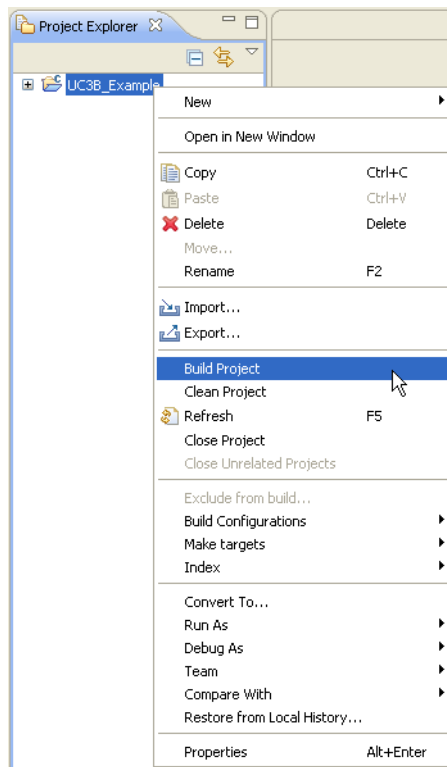 Project Explorer
UC3B_Example
New
Open in New Window
Copy Ctrl+C
Paste Ctrl+V
Delete Delete
Move...
Rename F2
Import...
Export...
Build Project
Clean Project
Refresh F5
Close Project
Close Unrelated Projects
Exclude from build...
Build Configurations
Make targets
Index
Convert To...
Run As
Debug As
Team
Compare With
Restore from Local History...
Properties Alt+Enter